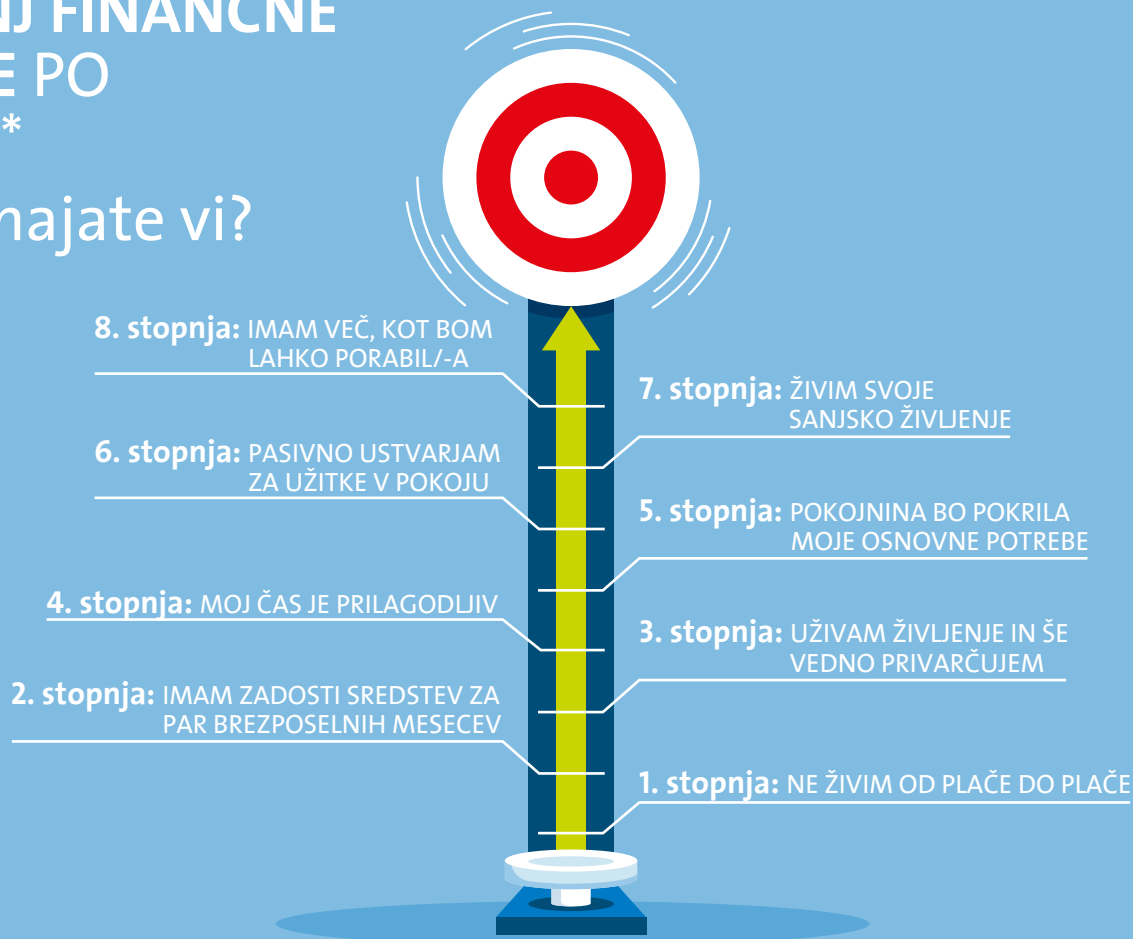 FINANČNE
PO
*
vi?
8. stopnja: IMAM VEČ, KOT BOM
LAHKO PORABIL/-A
7. stopnja: ŽIVIM SVOJE
SANJSKO ŽIVLJENJE
6. stopnja: PASIVNO USTVARJAM
ZA UŽITKE V POKOJU
5. stopnja: POKOJNINA BO POKRILA
MOJE OSNOVNE POTREBE
4. stopnja: MOJ ČAS JE PRILAGODLJIV
3. stopnja: UŽIVAM ŽIVLJENJE IN ŠE
VEDNO PRIVARČUJEM
2. stopnja: IMAM ZADOSTI SREDSTEV ZA
PAR BREZPOSELNIH MESECEV
1. stopnja: NE ŽIVIM OD PLAČE DO PLAČE